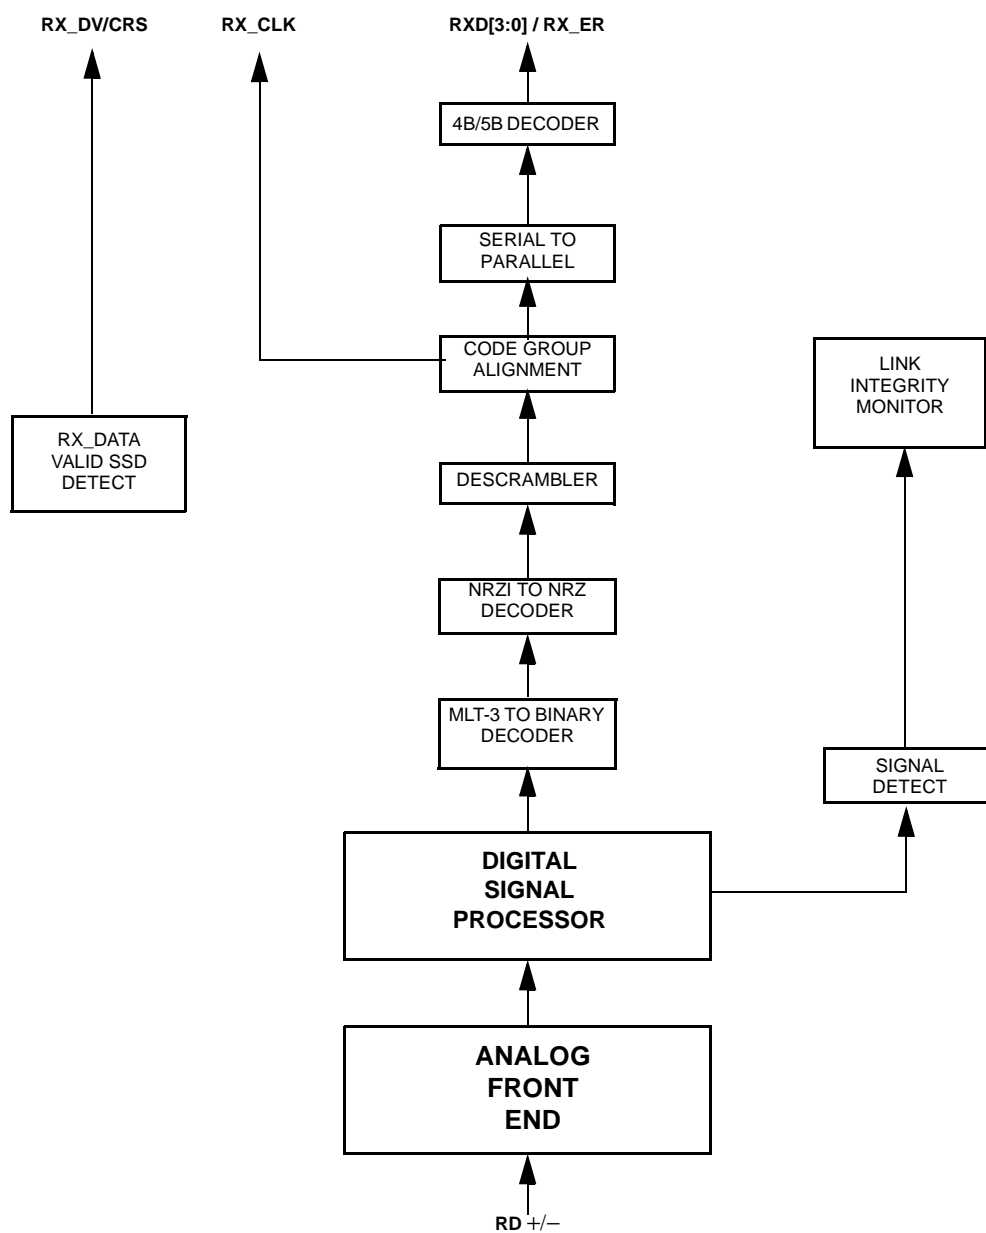 RX_DV/CRS
RX_CLK
RXD[3:0] / RX_ER
4B/5B DECODER
SERIAL TO
PARALLEL
CODE GROUP
ALIGNMENT
LINK
INTEGRITY
MONITOR
RX_DATA
VALID SSD
DETECT
DESCRAMBLER
NRZI TO NRZ
DECODER
MLT-3 TO BINARY
DECODER
SIGNAL
DETECT
DIGITAL
SIGNAL
PROCESSOR
ANALOG
FRONT
END
RD +/−